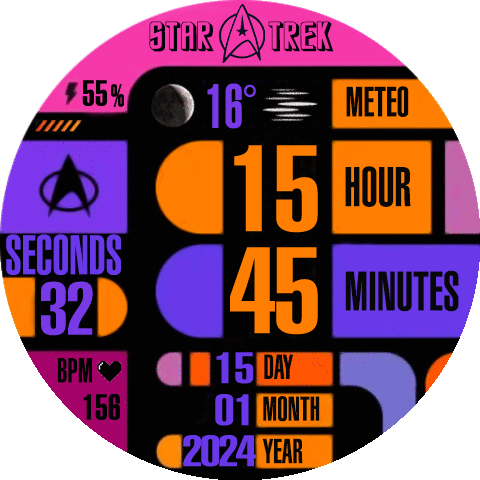 STAR TREK
55%
16°
METEO
15 HOUR
SECONDS
32
45 MINUTES
BPM
156
15 DAY
01 MONTH
2024 YEAR